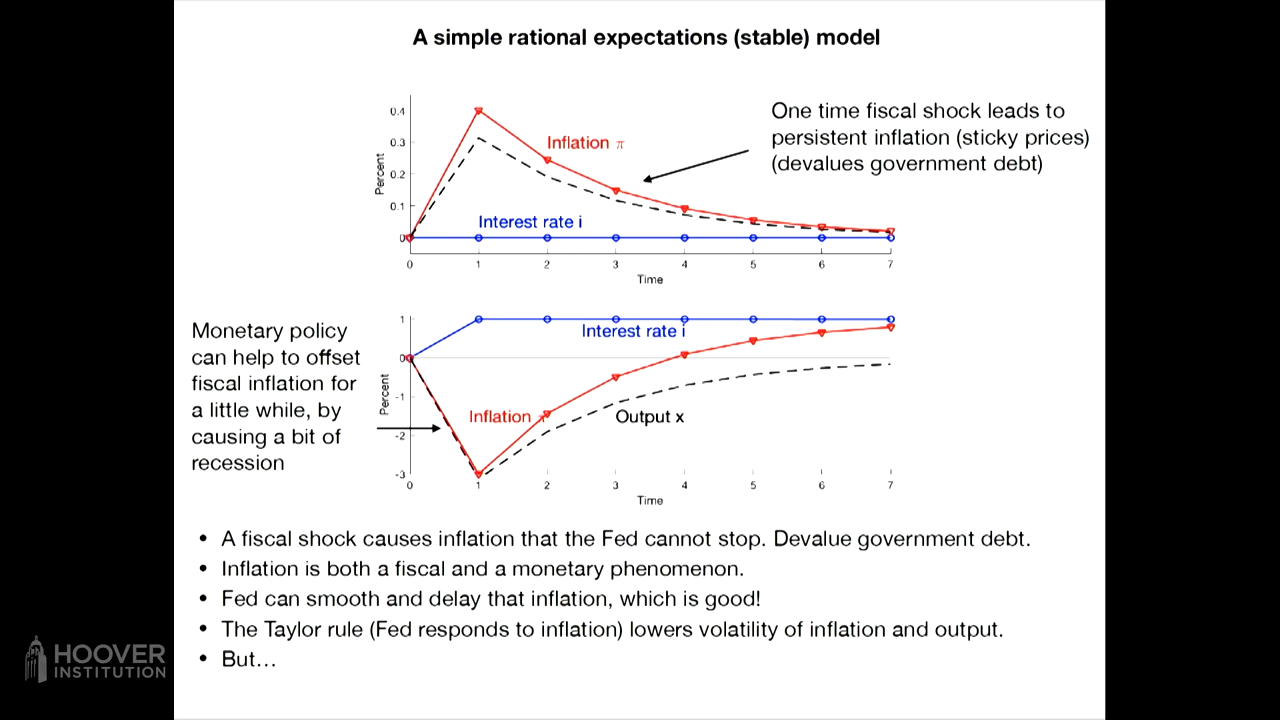 A simple rational expectations (stable) model
0.4
0.3
0.2
0.1
0
Percent
Inflation π
Interest rate i
0 1 2 3 4 5 6 7
Time
One time fiscal shock leads to
persistent inflation (sticky prices)
(devalues government debt)
Monetary policy
can help to offset
fiscal inflation for
a little while, by
causing a bit of
recession
1
0
-1
-2
-3
Percent
Interest rate i
Inflation π
Output x
0 1 2 3 4 5 6 7
Time
• A fiscal shock causes inflation that the Fed cannot stop. Devalue government debt.
• Inflation is both a fiscal and a monetary phenomenon.
• Fed can smooth and delay that inflation, which is good!
• The Taylor rule (Fed responds to inflation) lowers volatility of inflation and output.
• But…
HOOVER
INSTITUTION